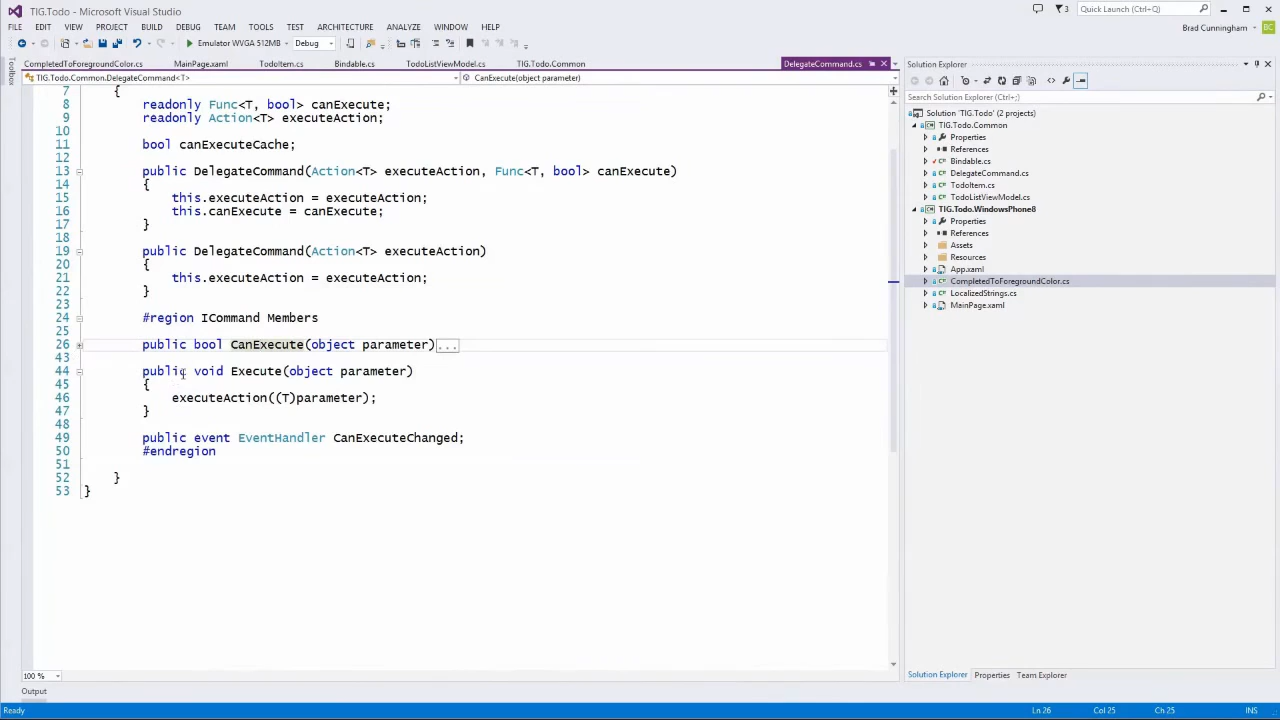 TIG.Todo - Microsoft Visual Studio
3
Quick Launch (Ctrl+Q)
FILE EDIT VIEW PROJECT BUILD DEBUG TEAM TOOLS TEST ARCHITECTURE ANALYZE WINDOW HELP
Brad Cunningham
BC
Emulator WVGA 512MB Debug
Toolbox
CompletedToForegroundColor.cs MainPage.xaml TodoItem.cs Bindable.cs TodoListViewModel.cs TIG.Todo.Common DelegateCommand.cs
TIG.Todo.Common.DelegateCommand<T> CanExecute(object parameter)
7 {
8 readonly Func<T, bool> canExecute;
9 readonly Action<T> executeAction;
10
11 bool canExecuteCache;
12
13 public DelegateCommand(Action<T> executeAction, Func<T, bool> canExecute)
14 {
15 this.executeAction = executeAction;
16 this.canExecute = canExecute;
17 }
18
19 public DelegateCommand(Action<T> executeAction)
20 {
21 this.executeAction = executeAction;
22 }
23
24 #region ICommand Members
25
26 public bool CanExecute(object parameter)...
43
44 public void Execute(object parameter)
45 {
46 executeAction((T)parameter);
47 }
48
49 public event EventHandler CanExecuteChanged;
50 #endregion
51
52 }
53 }
100 %
Output
Solution Explorer
Search Solution Explorer (Ctrl+;)
Solution 'TIG.Todo' (2 projects)
TIG.Todo.Common
Properties
References
Bindable.cs
DelegateCommand.cs
TodoItem.cs
TodoListViewModel.cs
TIG.Todo.WindowsPhone8
Properties
References
Assets
Resources
App.xaml
CompletedToForegroundColor.cs
LocalizedStrings.cs
MainPage.xaml
Solution Explorer Properties Team Explorer
Ready Ln 26 Col 25 Ch 25 INS